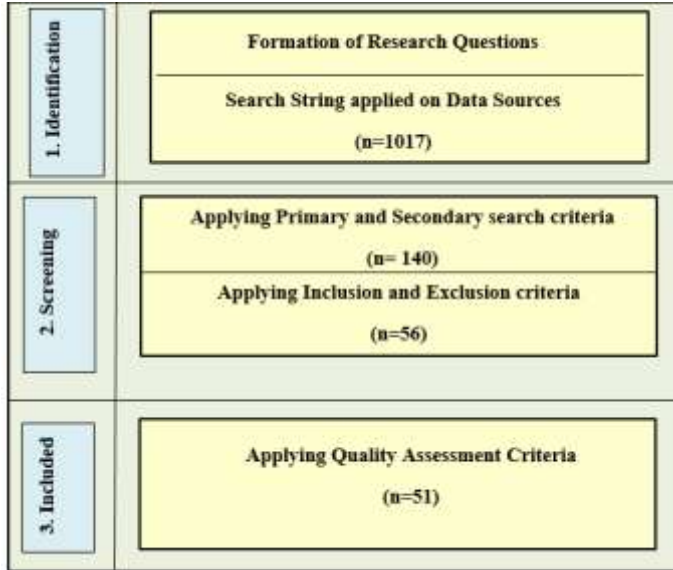 1. Identification
Formation of Research Questions
Search String applied on Data Sources
(n=1017)
2. Screening
Applying Primary and Secondary search criteria
(n= 140)
Applying Inclusion and Exclusion criteria
(n=56)
3. Included
Applying Quality Assessment Criteria
(n=51)